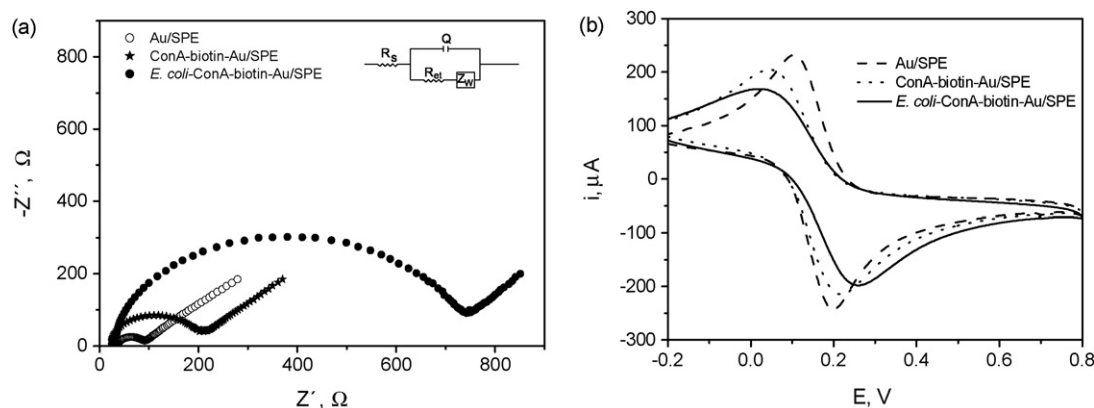 (a)
800
600
400
200
0
-Z´´, Ω
Au/SPE
ConA-biotin-Au/SPE
E. coli-ConA-biotin-Au/SPE
Rs
Q
Ret
Zw
0 200 400 600 800
Z´, Ω
(b)
300
200
100
0
-100
-200
-300
i, μA
Au/SPE
ConA-biotin-Au/SPE
E. coli-ConA-biotin-Au/SPE
-0.2 0.0 0.2 0.4 0.6 0.8
E, V